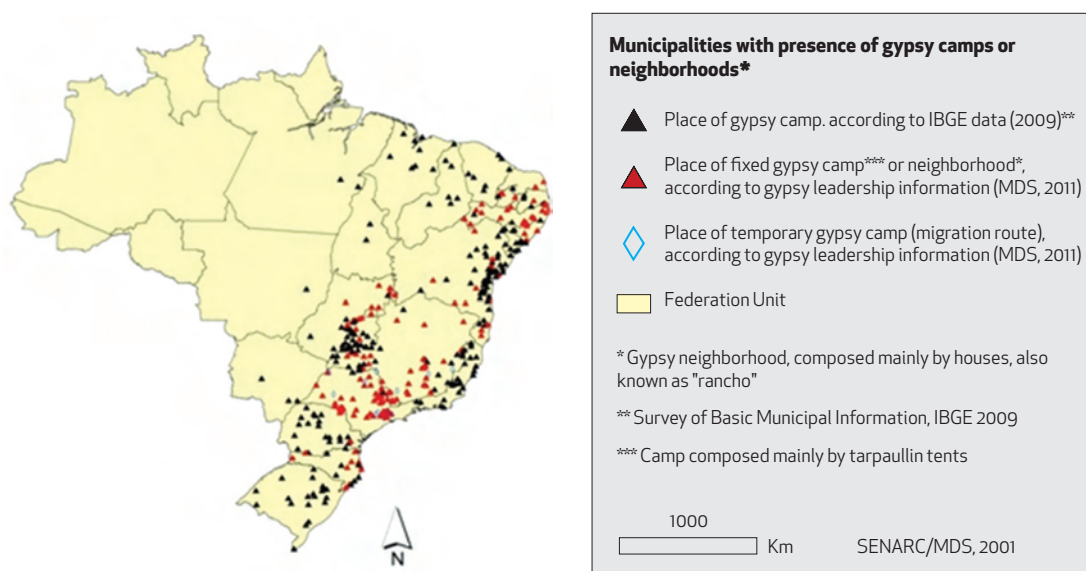 N
Municipalities with presence of gypsy camps or
neighborhoods*
Place of gypsy camp. according to IBGE data (2009)**
Place of fixed gypsy camp*** or neighborhood*,
according to gypsy leadership information (MDS, 2011)
Place of temporary gypsy camp (migration route),
according to gypsy leadership information (MDS, 2011)
Federation Unit
* Gypsy neighborhood, composed mainly by houses, also
known as "rancho"
** Survey of Basic Municipal Information, IBGE 2009
*** Camp composed mainly by tarpaullin tents
1000
Km SENARC/MDS, 2001